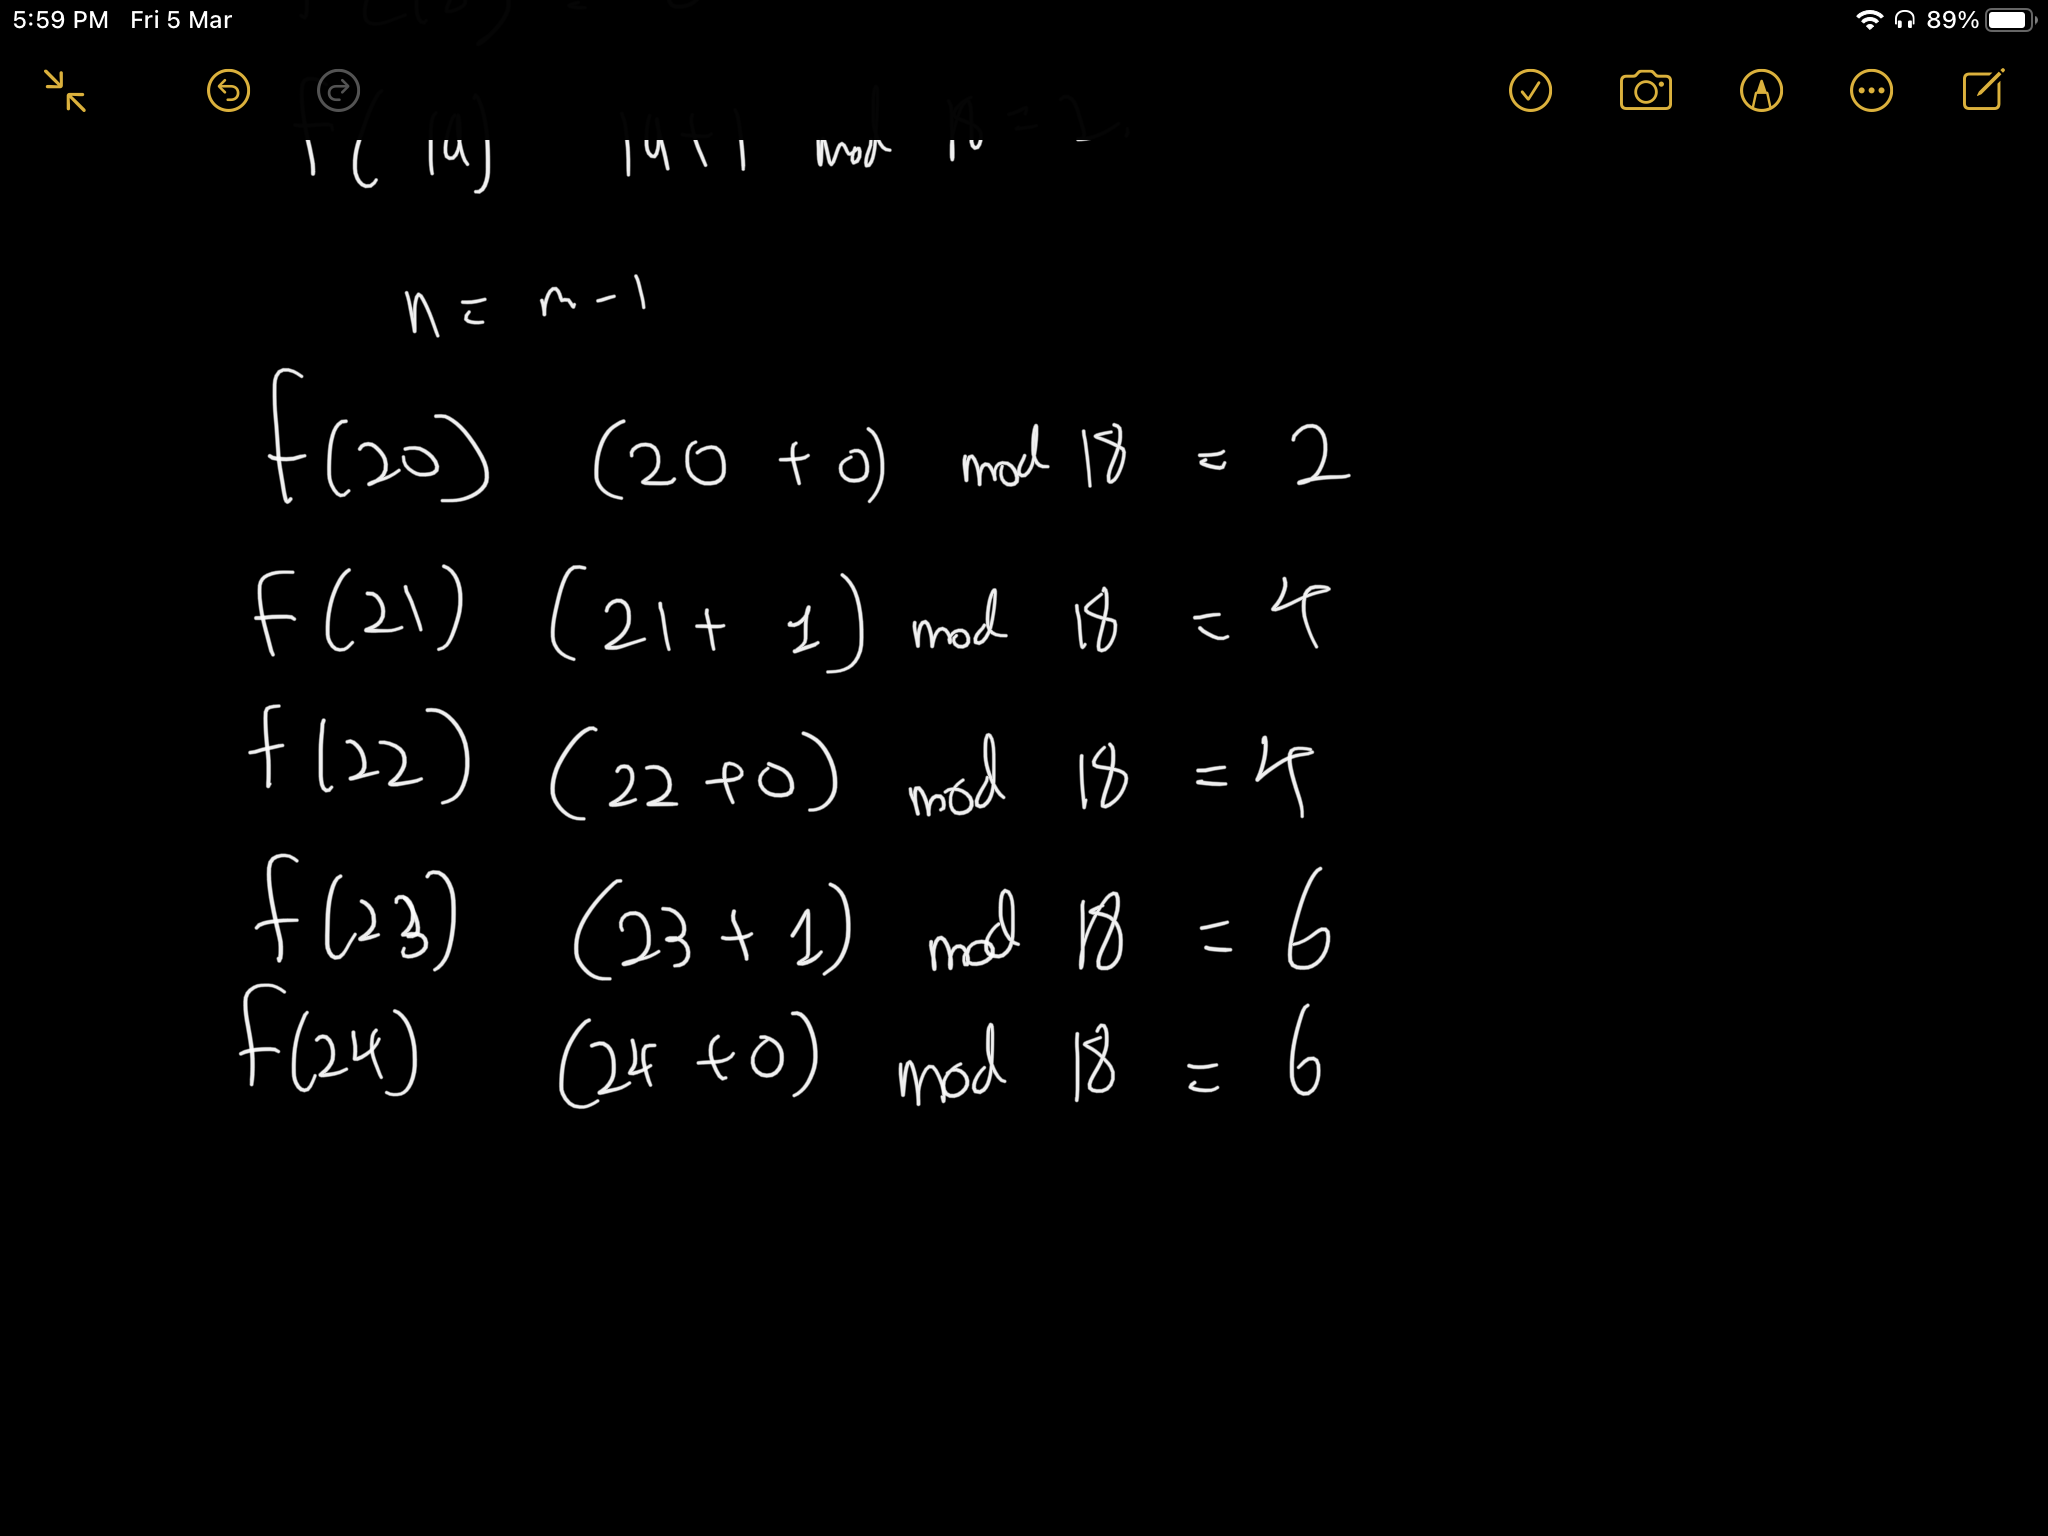 5:59 PM Fri 5 Mar 89%
f(19) 19+1 mod 18 = 2
n = m-1
f(20) (20 + 0) mod 18 = 2
f(21) (21 + 1) mod 18 = 4
f(22) (22 + 0) mod 18 = 4
f(23) (23 + 1) mod 18 = 6
f(24) (24 + 0) mod 18 = 6